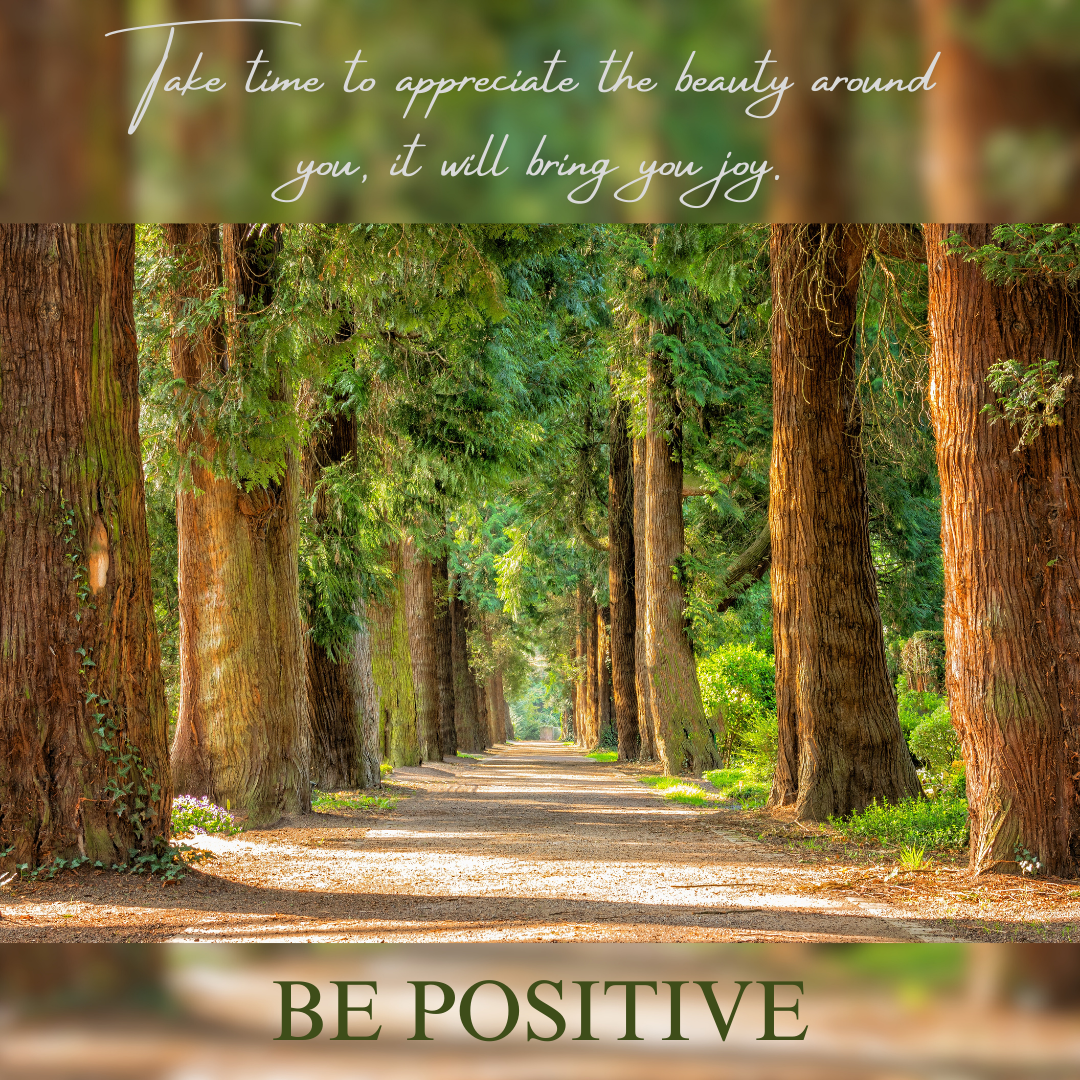 Take time to appreciate the beauty around
you, it will bring you joy.
BE POSITIVE